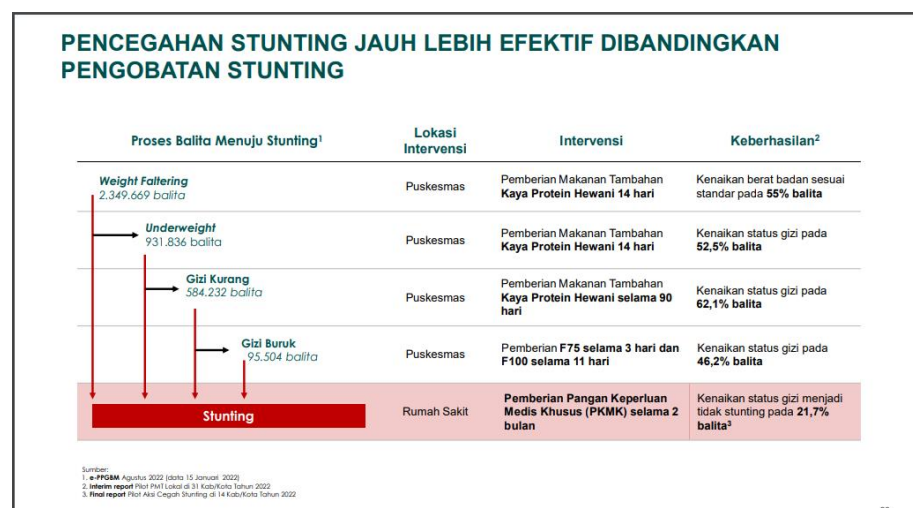 PENCEGAHAN STUNTING JAUH LEBIH EFEKTIF DIBANDINGKAN
PENGOBATAN STUNTING
Proses Balita Menuju Stunting¹
Lokasi
Intervensi
Intervensi
Keberhasilan²
Weight Faltering
2.349.669 balita
Puskesmas
Pemberian Makanan Tambahan
Kaya Protein Hewani 14 hari
Kenaikan berat badan sesuai
standar pada 55% balita
Underweight
931.836 balita
Puskesmas
Pemberian Makanan Tambahan
Kaya Protein Hewani 14 hari
Kenaikan status gizi pada
52,5% balita
Gizi Kurang
584.232 balita
Puskesmas
Pemberian Makanan Tambahan
Kaya Protein Hewani selama 90
hari
Kenaikan status gizi pada
62,1% balita
Gizi Buruk
95.504 balita
Puskesmas
Pemberian F75 selama 3 hari dan
F100 selama 11 hari
Kenaikan status gizi pada
46,2% balita
Stunting
Rumah Sakit
Pemberian Pangan Keperluan
Medis Khusus (PKMK) selama 2
bulan
Kenaikan status gizi menjadi
tidak stunting pada 21,7%
balita³
Sumber:
1. e-PPGBM Agustus 2022 (data 15 Januari 2022)
2. Interim report Pilot PMT Lokal di 31 Kab/Kota Tahun 2022
3. Final report Pilot Aksi Cegah Stunting di 14 Kab/Kota Tahun 2022